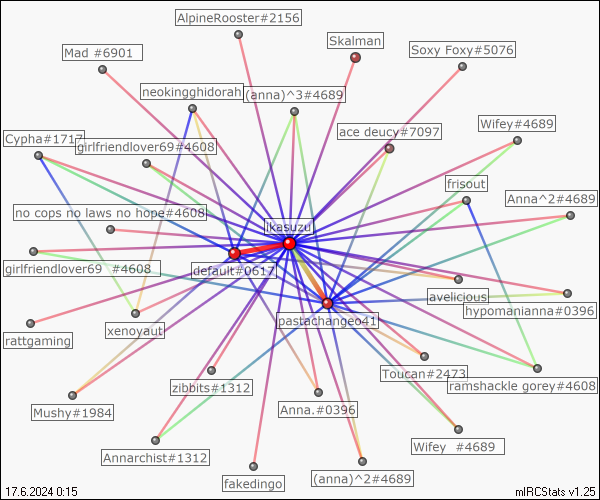 AlpineRooster#2156
Skalman
Soxy Foxy#5076
Mad #6901
neokingghidorah
(anna)^3#4689
ace deucy#7097
Wifey#4689
Cypha#1717
girlfriendlover69#4608
frisout
Anna^2#4689
no cops no laws no hope#4608
ikasuzu
girlfriendlover69  #4608
default#0617
avelicious
hypomanianna#0396
pastachangeo41
rattgaming
xenoyaut
Toucan#2473
ramshackle gorey#4608
zibbits#1312
Mushy#1984
Anna.#0396
Wifey  #4689
Annarchist#1312
fakedingo
(anna)^2#4689
17.6.2024 0:15
mIRCStats v1.25